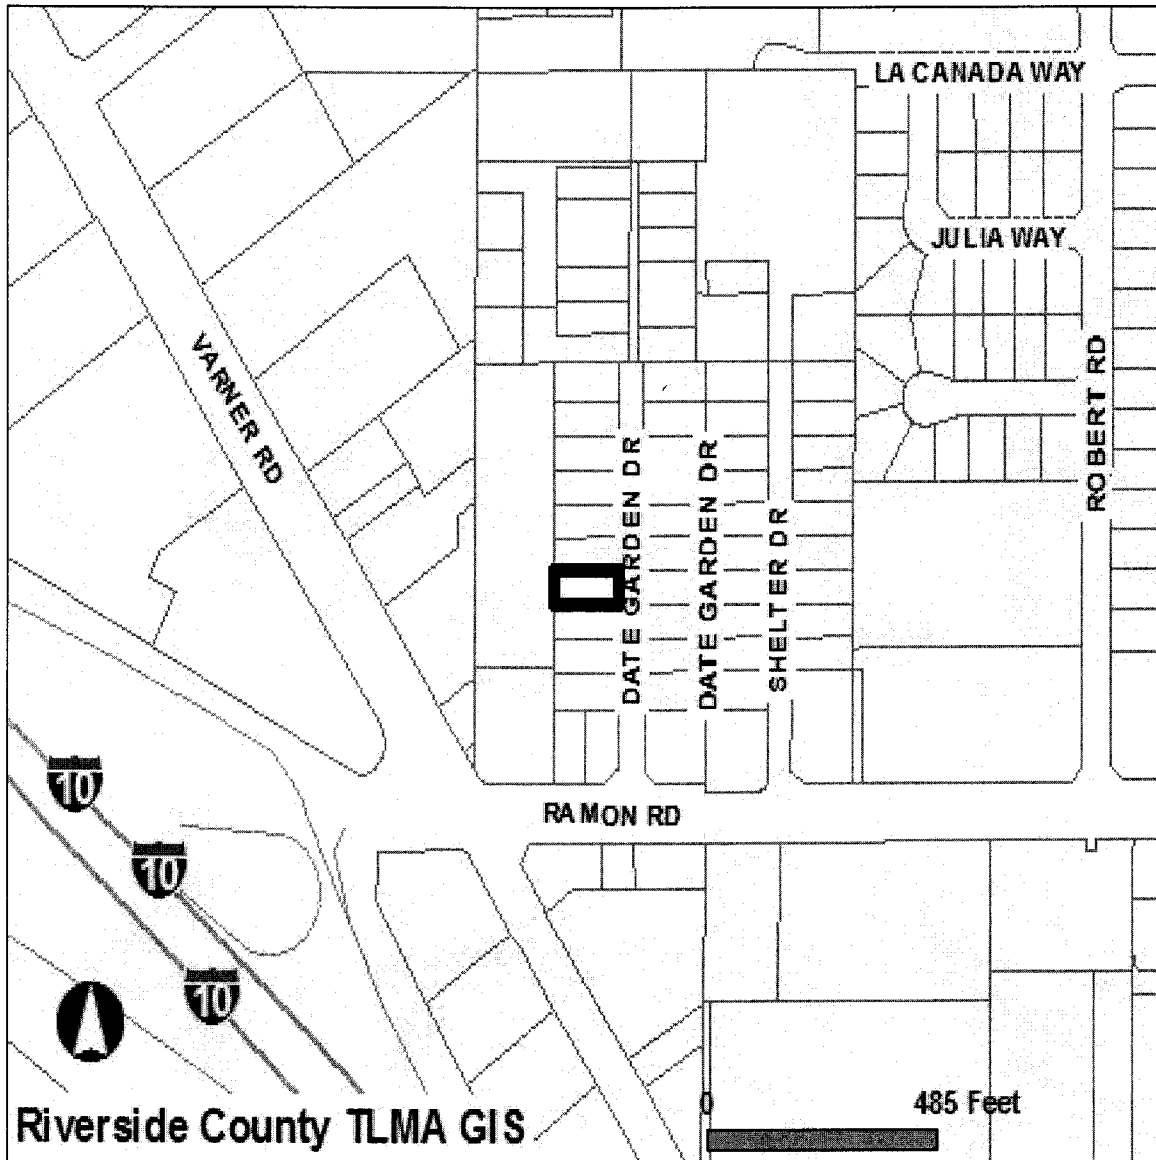 LA CANADA WAY
JULIA WAY
VARNER RD
ROBERT RD
DATE GARDEN DR
DATE GARDEN DR
SHELTER DR
10
10
RAMON RD
10
0 485 Feet
Riverside County TLMA GIS